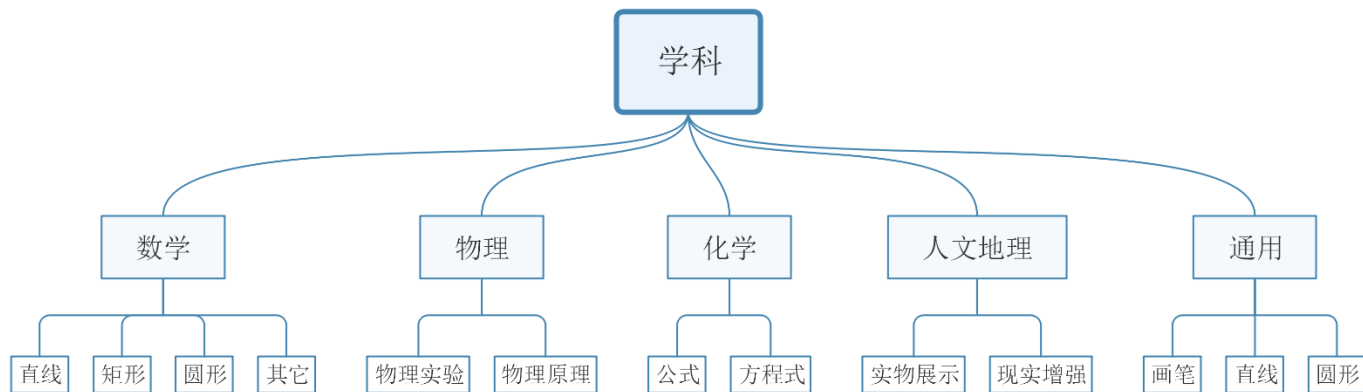 学科
数学
物理
化学
人文地理
通用
直线
矩形
圆形
其它
物理实验
物理原理
公式
方程式
实物展示
现实增强
画笔
直线
圆形